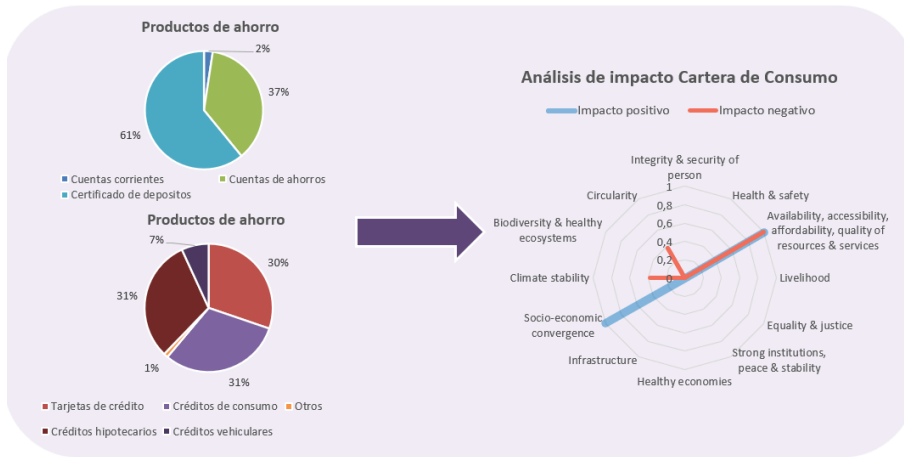 Productos de ahorro
2%
37%
61%
Cuentas corrientes
Cuentas de ahorros
Certificado de depositos
Productos de ahorro
7%
30%
31%
1%
31%
Tarjetas de crédito
Créditos de consumo
Otros
Créditos hipotecarios
Créditos vehiculares
Análisis de impacto Cartera de Consumo
Impacto positivo
Impacto negativo
Integrity & security of
person
Health & safety
Availability, accessibility,
affordability, quality of
resources & services
Livelihood
Equality & justice
Strong institutions,
peace & stability
Healthy economies
Infrastructure
Socio-economic
convergence
Climate stability
Biodiversity & healthy
ecosystems
Circularity
1
0,8
0,6
0,4
0,2
0